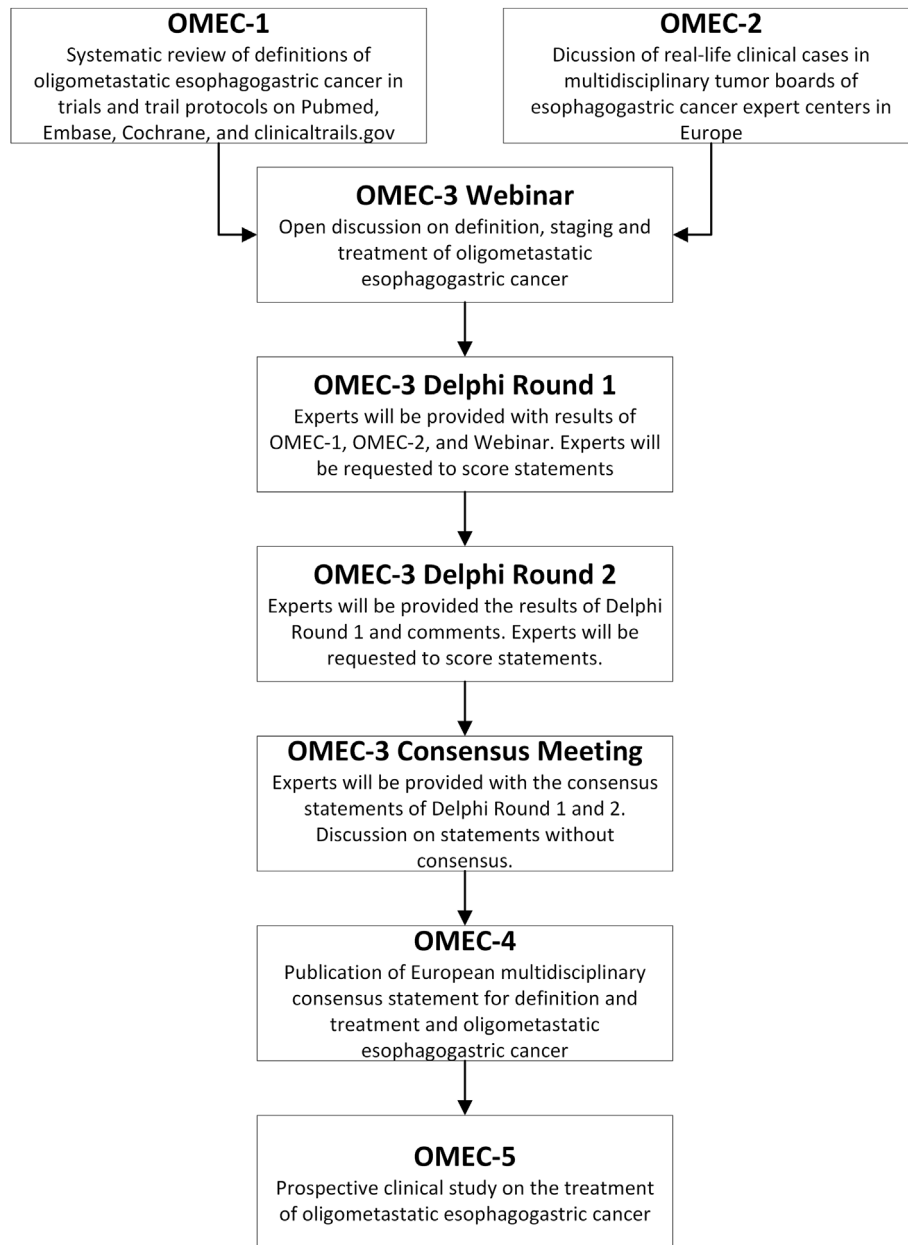 OMEC-1
Systematic review of definitions of
oligometastatic esophagogastric cancer in
trials and trail protocols on Pubmed,
Embase, Cochrane, and clinicaltrails.gov
OMEC-2
Dicussion of real-life clinical cases in
multidisciplinary tumor boards of
esophagogastric cancer expert centers in
Europe
OMEC-3 Webinar
Open discussion on definition, staging and
treatment of oligometastatic
esophagogastric cancer
OMEC-3 Delphi Round 1
Experts will be provided with results of
OMEC-1, OMEC-2, and Webinar. Experts will
be requested to score statements
OMEC-3 Delphi Round 2
Experts will be provided the results of Delphi
Round 1 and comments. Experts will be
requested to score statements.
OMEC-3 Consensus Meeting
Experts will be provided with the consensus
statements of Delphi Round 1 and 2.
Discussion on statements without
consensus.
OMEC-4
Publication of European multidisciplinary
consensus statement for definition and
treatment and oligometastatic
esophagogastric cancer
OMEC-5
Prospective clinical study on the treatment
of oligometastatic esophagogastric cancer